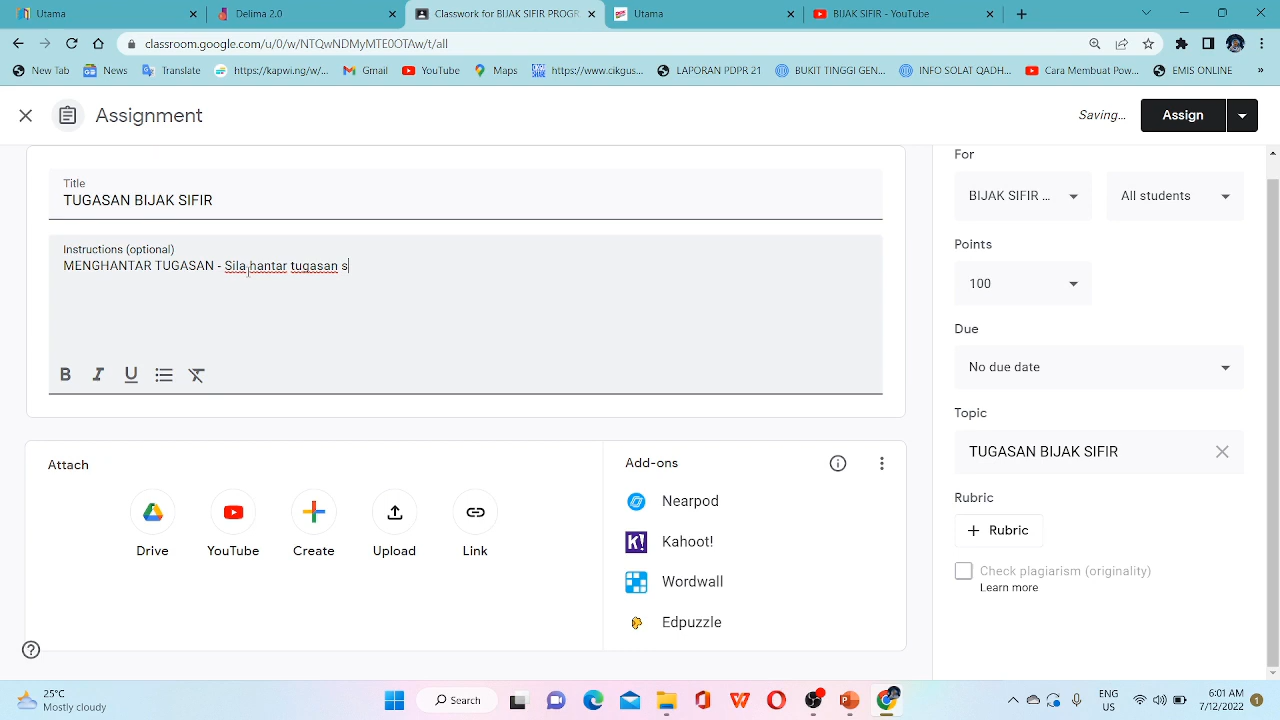 Utama
Delima 2.0
Classwork for BIJAK SIFIR PROGR
Utama
BIJAK SIFIR - YouTube
classroom.google.com/u/0/w/NTQwNDMyMTE0OTAw/t/all
New Tab
News
Translate
https://kapwi.ng/w/...
Gmail
YouTube
Maps
https://www.cikgus...
LAPORAN PDPR 21
BUKIT TINGGI GEN...
INFO SOLAT QADH...
Cara Membuat Pow...
EMIS ONLINE
»
Assignment
Saving...
Assign
Title
TUGASAN BIJAK SIFIR
Instructions (optional)
MENGHANTAR TUGASAN - Sila hantar tugasan s
B I U
Attach
Drive
YouTube
Create
Upload
Link
Add-ons
Nearpod
K! Kahoot!
Wordwall
Edpuzzle
For
BIJAK SIFIR ...
All students
Points
100
Due
No due date
Topic
TUGASAN BIJAK SIFIR
Rubric
+ Rubric
Check plagiarism (originality)
Learn more
25°C
Mostly cloudy
Search
ENG
US
6:01 AM
7/12/2022
1